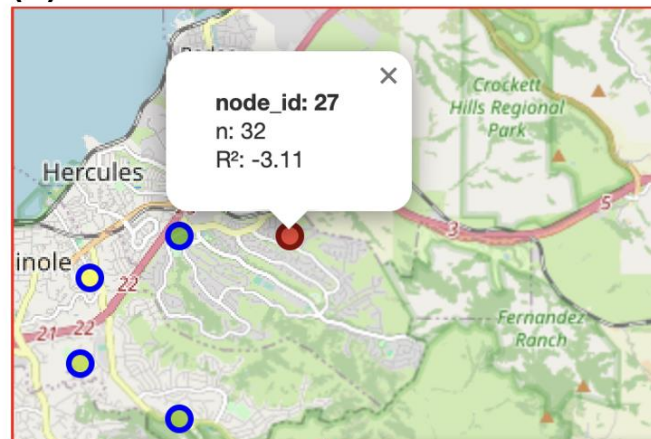 node_id: 27
n: 32
R²: -3.11
Crockett
Hills Regional
Park
Hercules
5
3
inole
22
21 22
Fernandez
Ranch